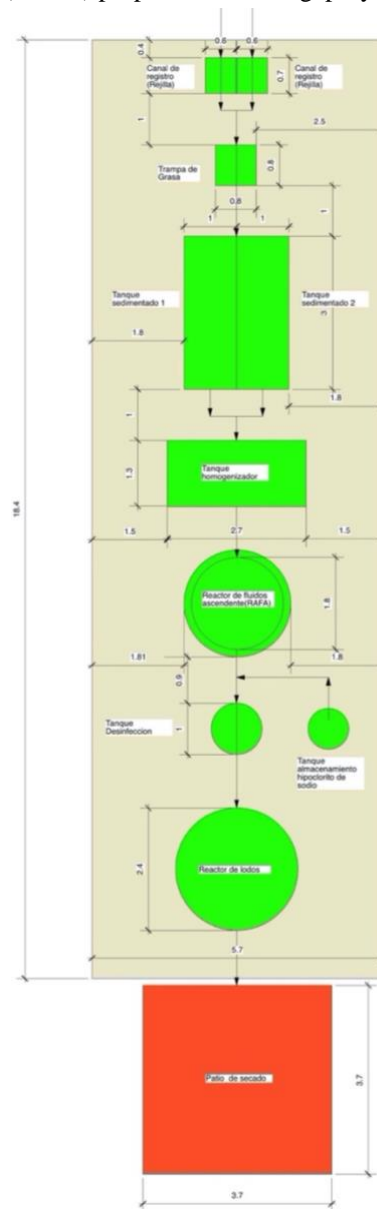 0.6
0.6
0.4
Canal de
registro
(Rejilla)
Canal de
registro
(Rejilla)
0.7
1
2.5
Trampa de
Grasa
0.8
0.8
1
1
1
Tanque
sedimentado 1
Tanque
sedimentado 2
3
1.8
1.8
18.4
1
1.3
Tanque
homogenizador
1.5
2.7
1.5
Reactor de fluidos
ascendente(RAFA)
1.8
1.81
1.8
0.9
Tanque
Desinfeccion
1
Tanque
almacenamiento
hipoclorito de
sodio
2.4
Reactor de lodos
5.7
Patio de secado
3.7
3.7